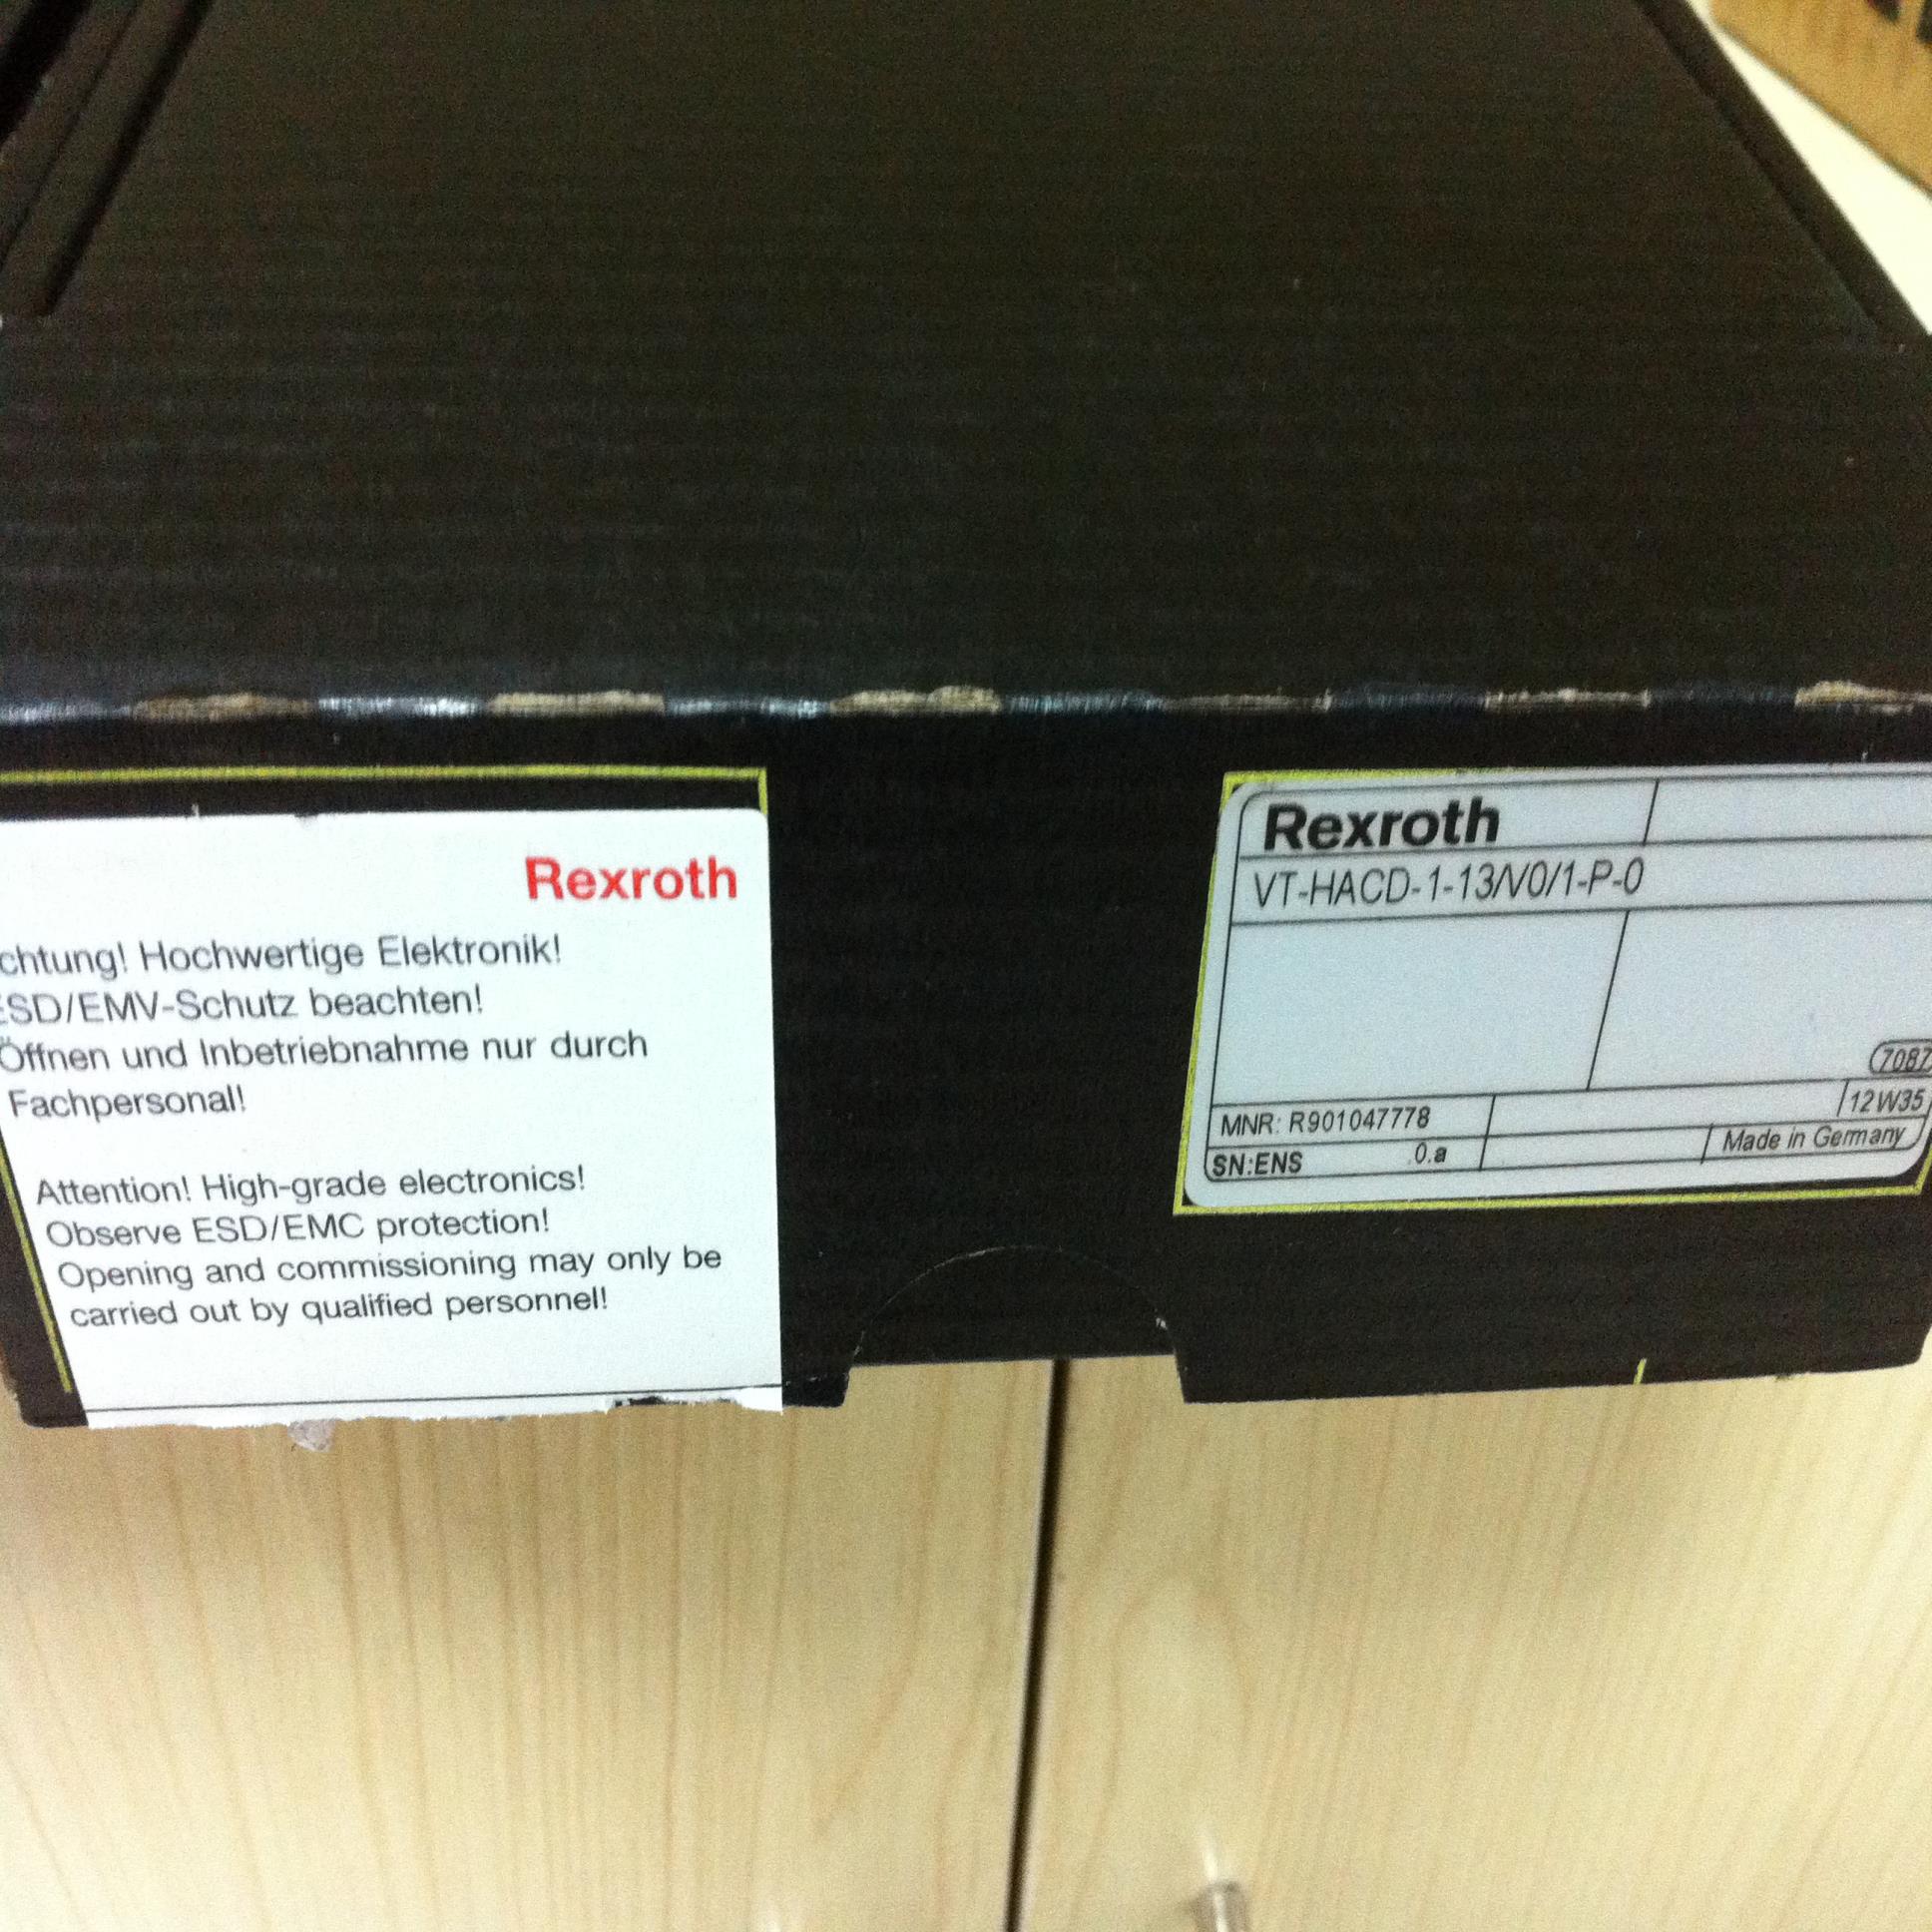 Rexroth
chtung! Hochwertige Elektronik!
ESD/EMV-Schutz beachten!
Öffnen und Inbetriebnahme nur durch
Fachpersonal!
Attention! High-grade electronics!
Observe ESD/EMC protection!
Opening and commissioning may only be
carried out by qualified personnel!
Rexroth
VT-HACD-1-13/V0/1-P-0
7087
MNR: R901047778
12W35
SN:ENS 0.a
Made in Germany